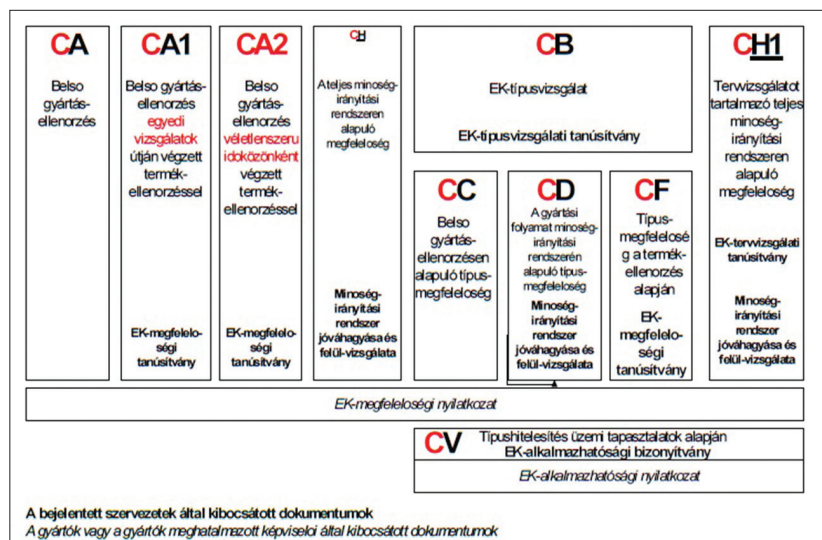 CA
Belso
gyártás-
ellenorzés
CA1
Belso gyártás-
ellenorzés
egyedi
vizsgálatok
útján végzett
termék-
ellenorzéssel
EK-megfelelo-
ségi
tanúsítvány
CA2
Belso
gyártás-
ellenorzés
véletlenszeru
idoközönként
végzett
termék-
ellenorzéssel
EK-megfelelo-
ségi
tanúsítvány
CH
A teljes minoség-
irányítási
rendszeren
alapuló
megfeleloség
Minoség-
irányítási
rendszer
jóváhagyása és
felül-vizsgálata
CB
EK-típusvizsgálat
EK-típusvizsgálati tanúsítvány
CC
Belso
gyártás-
ellenorzésen
alapuló típus-
megfeleloség
CD
A gyártási
folyamat minoség-
irányítási
rendszerén
alapuló típus-
megfeleloség
Minoség-
irányítási
rendszer
jóváhagyása és
felül-vizsgálata
CF
Típus-
megfelelosé
g a termék-
ellenorzés
alapján
EK-
megfelelo-
ségi
tanúsítvány
CH1
Tervvizsgálatot
tartalmazó teljes
minoség-
irányítási
rendszeren
alapuló
megfeleloség
EK-tervvizsgálati
tanúsítvány
Minoség-
irányítási
rendszer
jóváhagyása és
felül-vizsgálata
EK-megfeleloségi nyilatkozat
CV Típushitelesítés üzemi tapasztalatok alapján
EK-alkalmazhatósági bizonyítvány
EK-alkalmazhatósági nyilatkozat
A bejelentett szervezetek által kibocsátott dokumentumok
A gyártók vagy a gyártók meghatalmazott képviseloi által kibocsátott dokumentumok